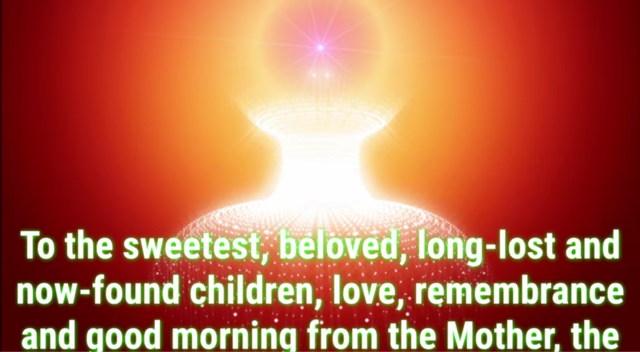 To the sweetest, beloved, long-lost and
now-found children, love, remembrance
and good morning from the Mother, the